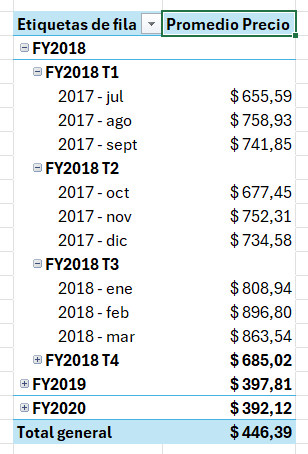 Etiquetas de fila Promedio Precio
FY2018
FY2018 T1
2017 - jul $ 655,59
2017 - ago $ 758,93
2017 - sept $ 741,85
FY2018 T2
2017 - oct $ 677,45
2017 - nov $ 752,31
2017 - dic $ 734,58
FY2018 T3
2018 - ene $ 808,94
2018 - feb $ 896,80
2018 - mar $ 863,54
FY2018 T4 $ 685,02
FY2019 $ 397,81
FY2020 $ 392,12
Total general $ 446,39